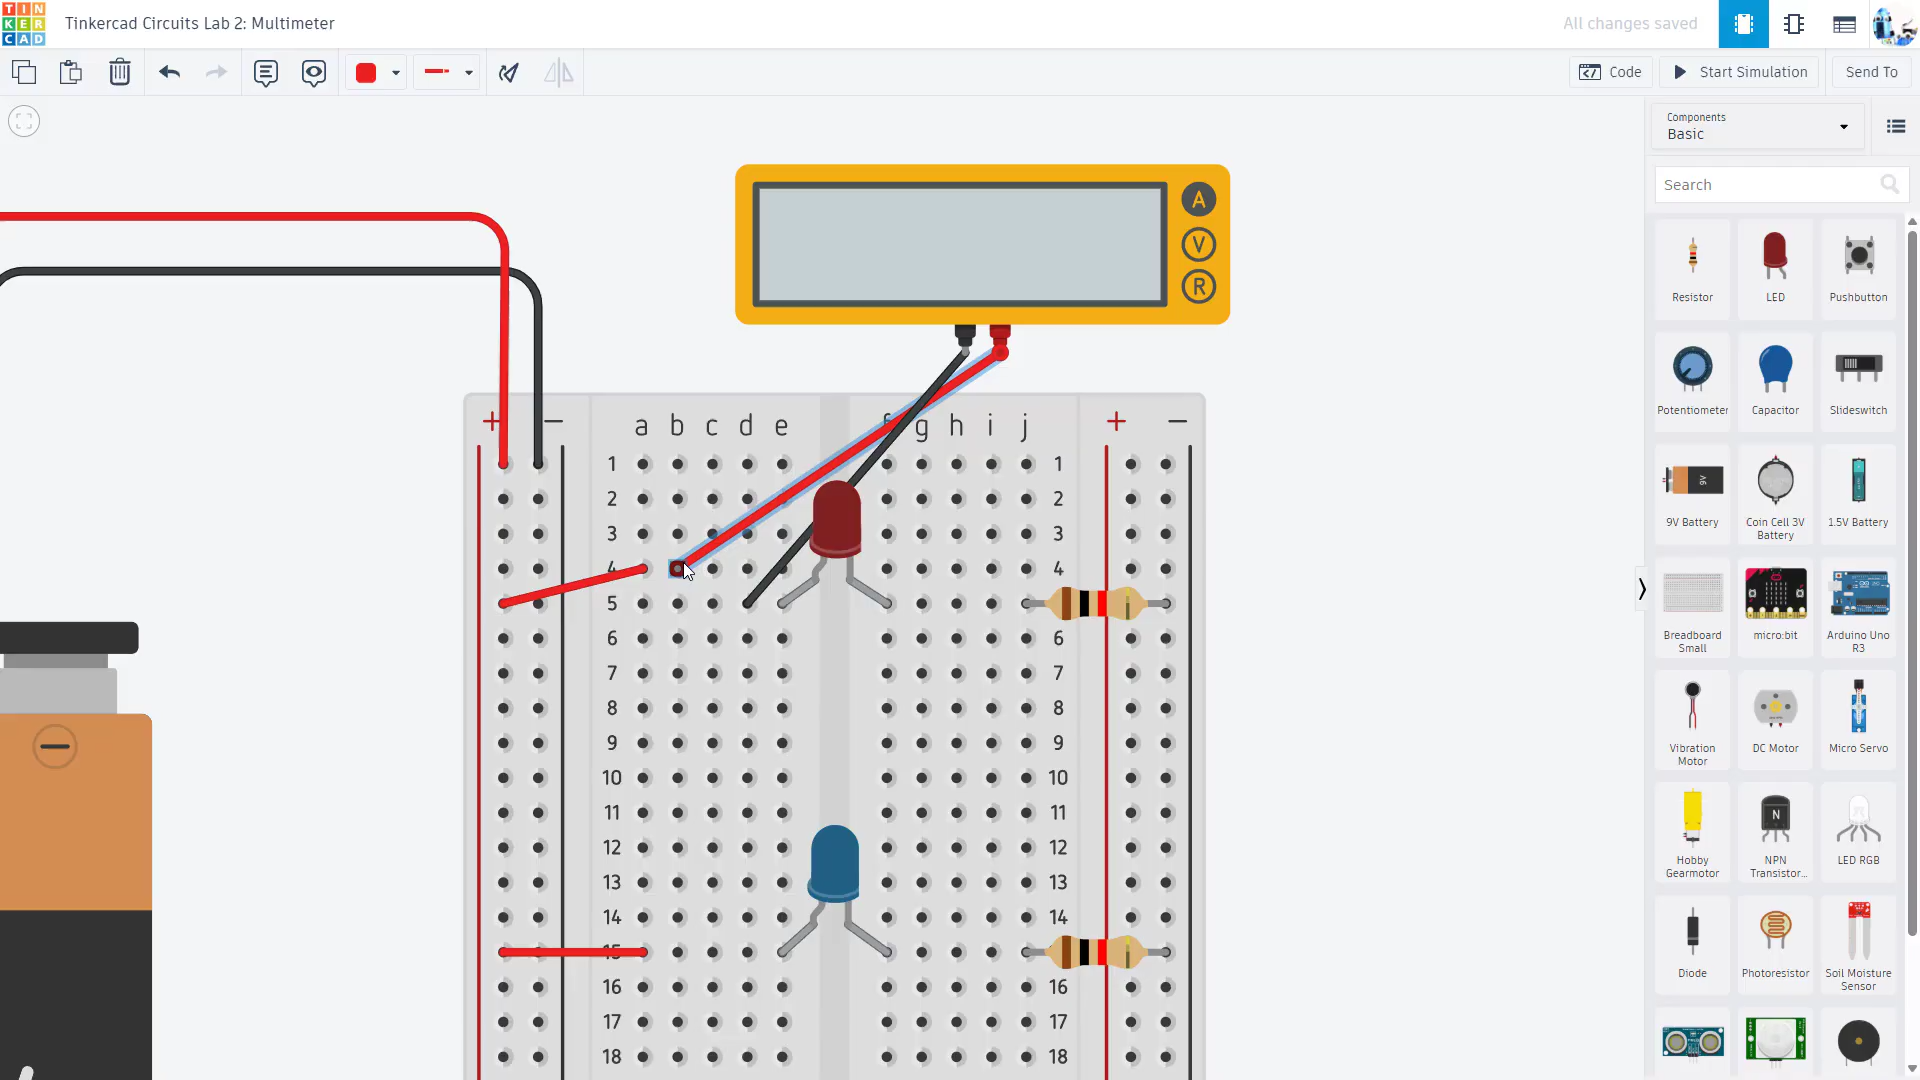 TIN
KER
CAD
Tinkercad Circuits Lab 2: Multimeter
All changes saved
Code
Start Simulation
Send To
Components
Basic
Search
A
V
R
+ − a b c d e f g h i j + −
1 1
2 2
3 3
4 4
5 5
6 6
7 7
8 8
9 9
10 10
11 11
12 12
13 13
14 14
15 15
16 16
17 17
18 18
Resistor
LED
Pushbutton
Potentiometer
Capacitor
Slideswitch
9V
9V Battery
Coin Cell 3V
Battery
1.5V Battery
Breadboard
Small
micro:bit
Arduino Uno
R3
Vibration
Motor
DC Motor
Micro Servo
Hobby
Gearmotor
N
NPN
Transistor...
LED RGB
Diode
Photoresistor
Soil Moisture
Sensor